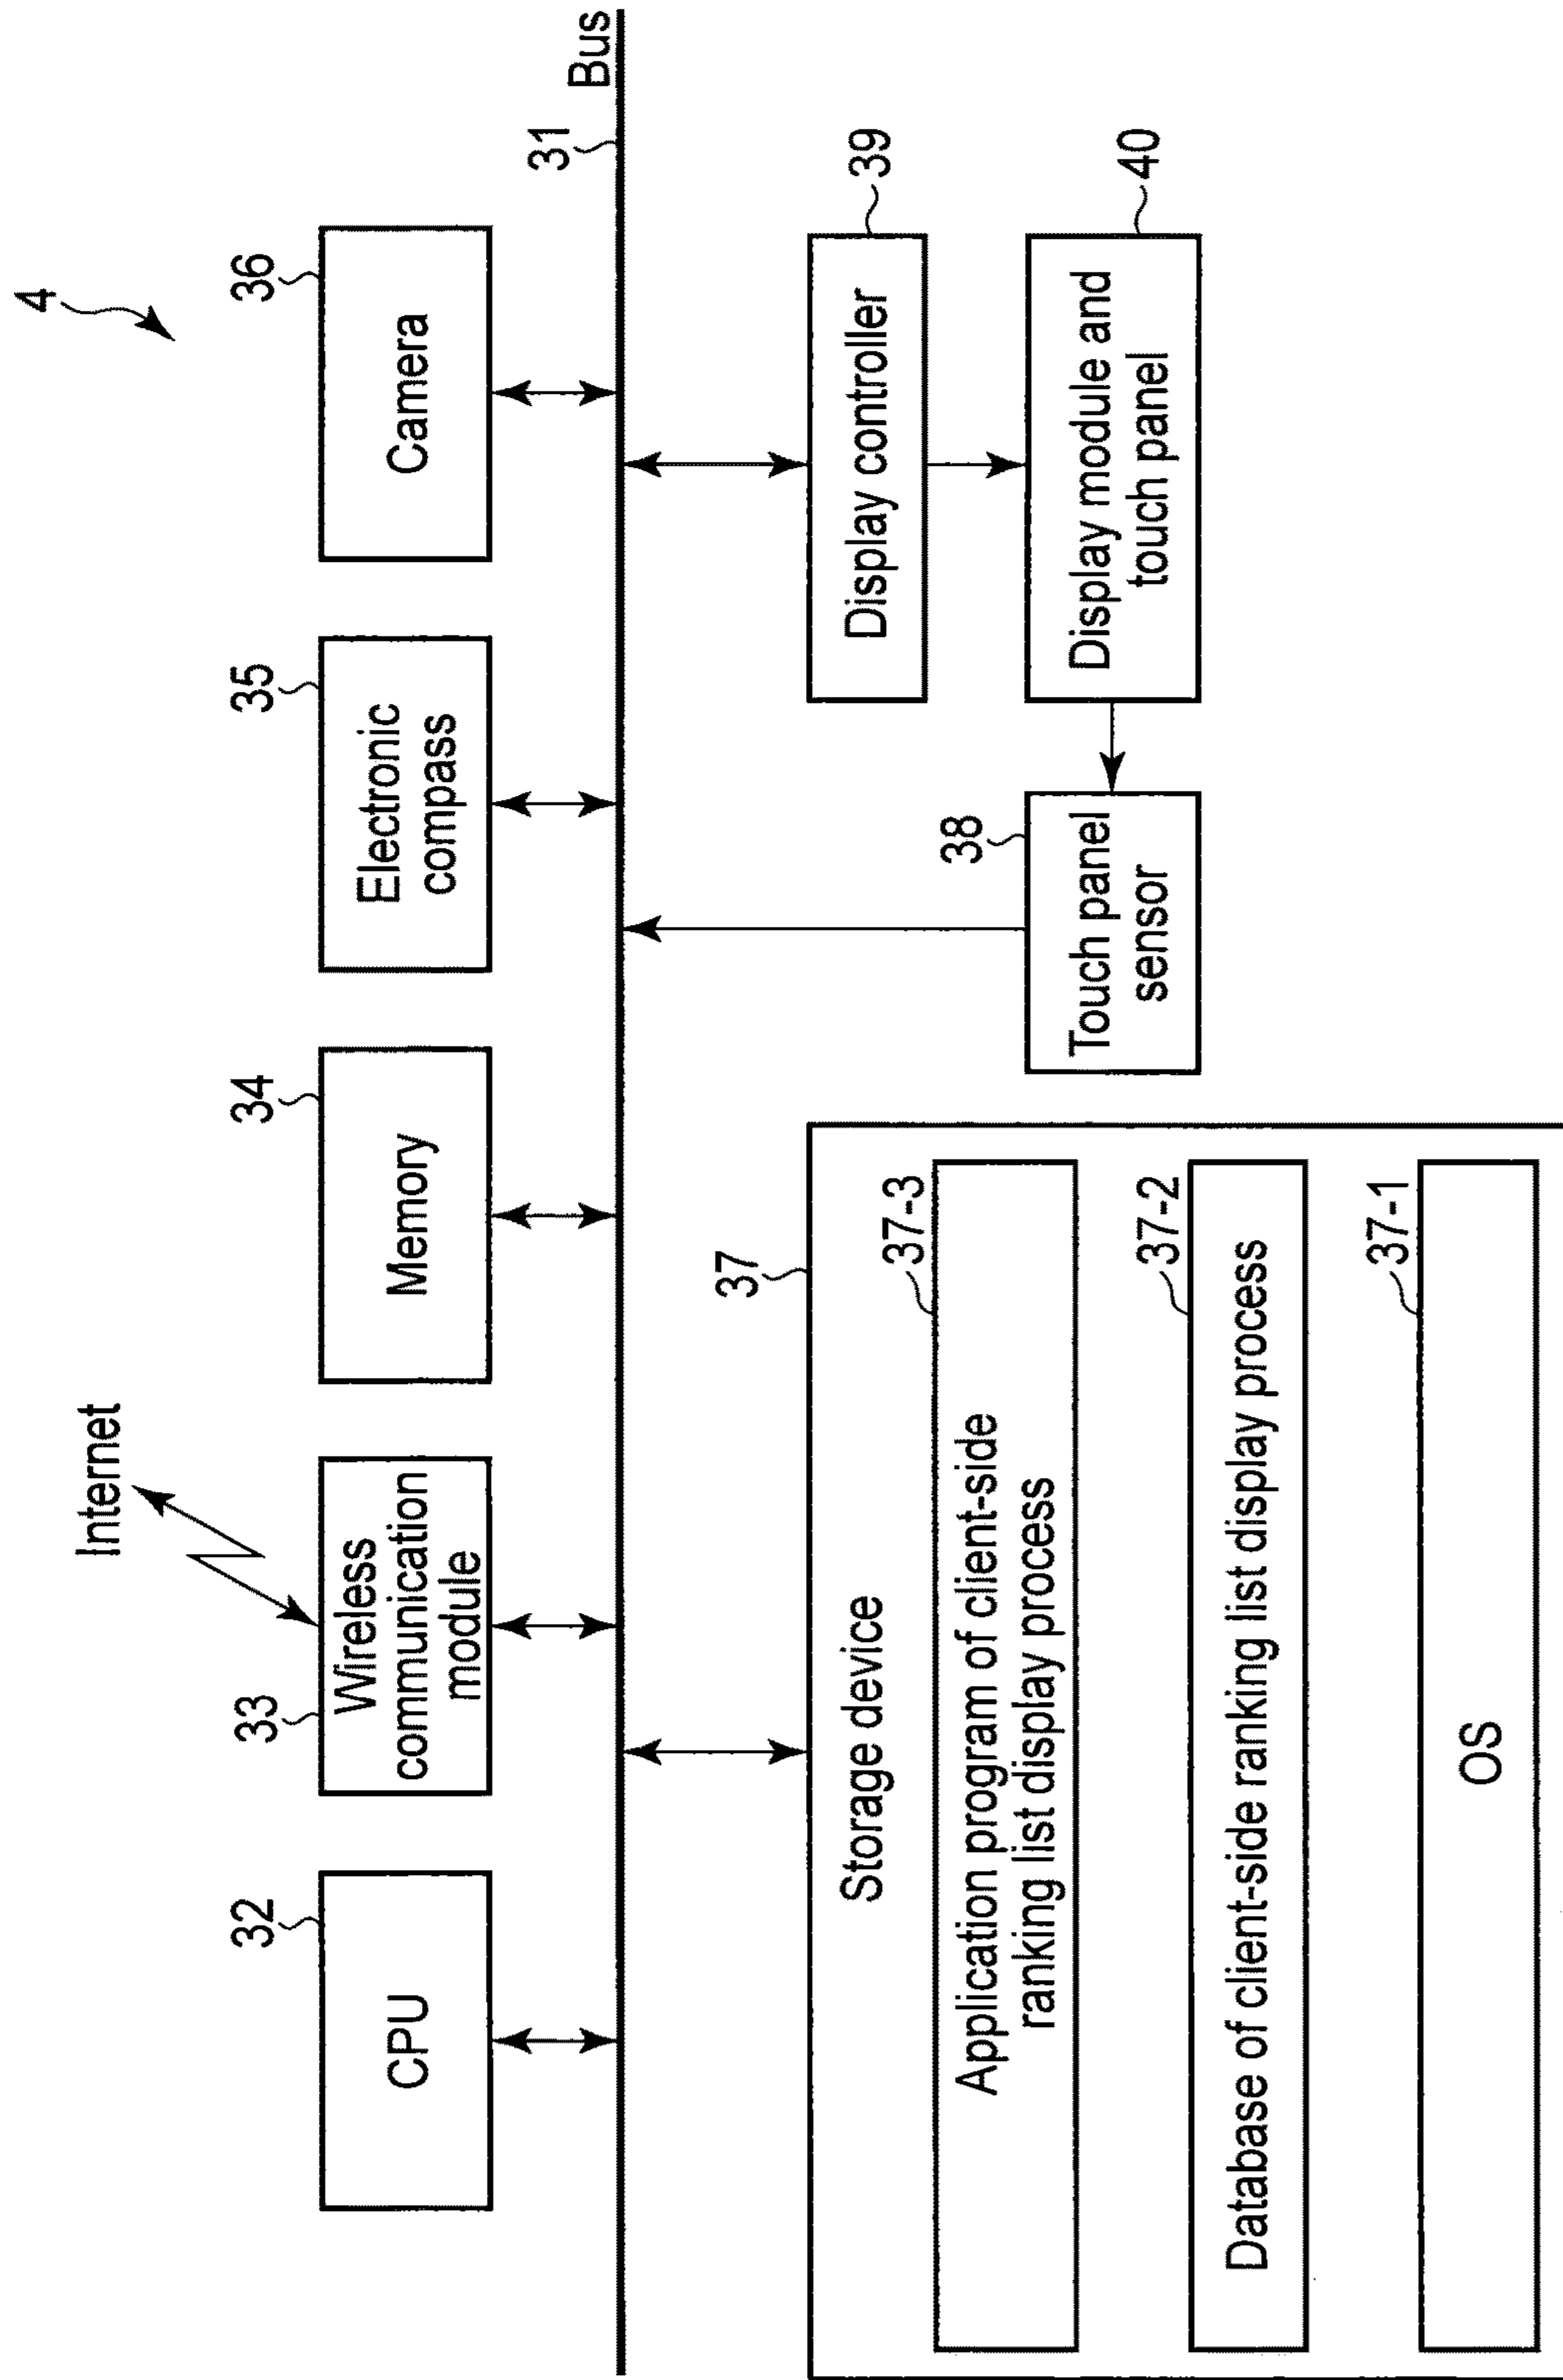 4
Internet
32
33
34
35
36
CPU
Wireless
communication
module
Memory
Electronic
compass
Camera
31
Bus
37
Storage device
37-3
Application program of client-side
ranking list display process
37-2
Database of client-side ranking list display process
37-1
OS
38
Touch panel
sensor
39
Display controller
40
Display module and
touch panel